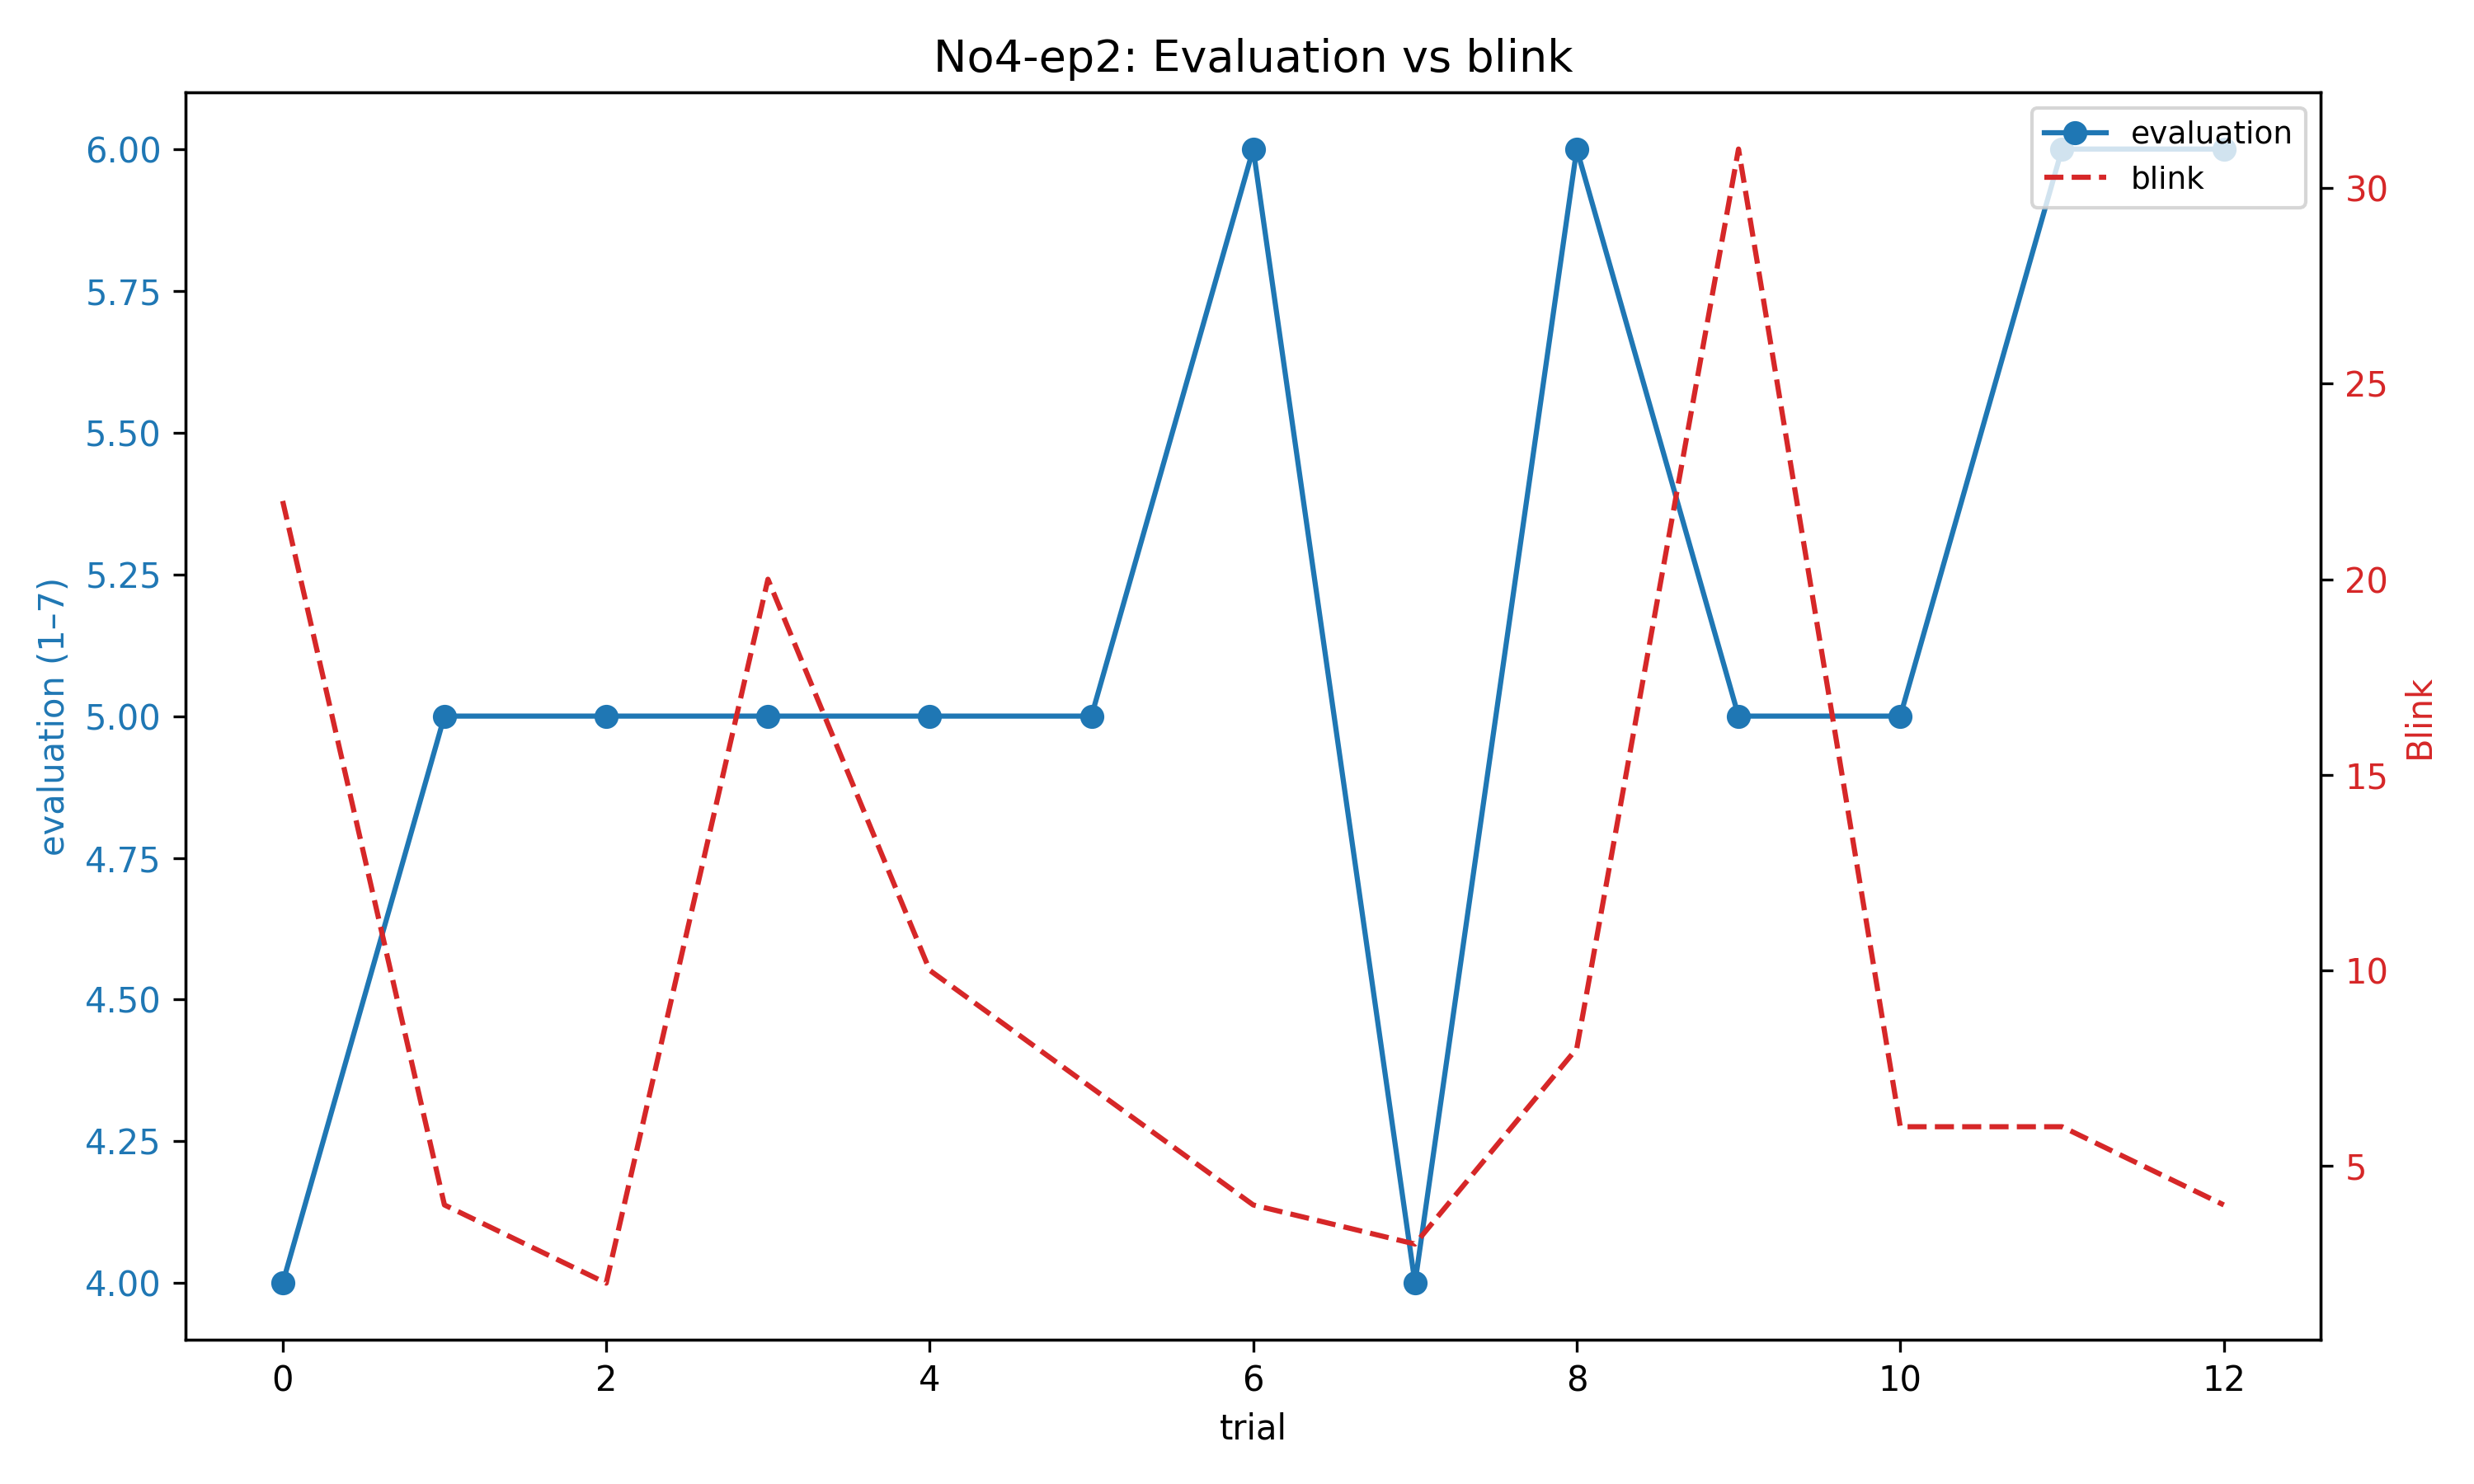 No4-ep2: Evaluation vs blink
evaluation
blink
6.00
5.75
5.50
5.25
5.00
4.75
4.50
4.25
4.00
evaluation (1–7)
30
25
20
15
10
5
Blink
0 2 4 6 8 10 12
trial